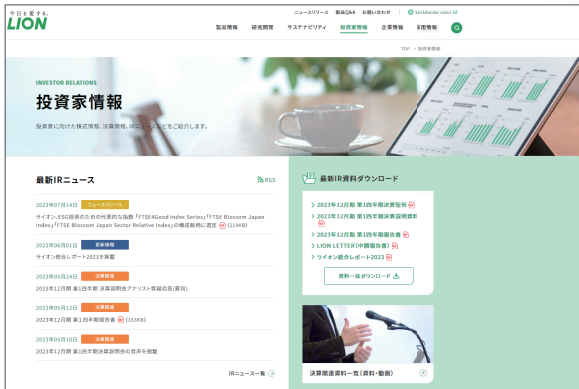 今日を愛する。
LION
ニュースリリース 製品Q&A お問い合わせ worldwide sites
製品情報 研究開発 サステナビリティ 投資家情報 企業情報 採用情報
TOP > 投資家情報
INVESTOR RELATIONS
投資家情報
投資家に向けた株式情報、決算情報、IRニュースなどをご紹介します。
最新IRニュース
RSS
2023年07月14日 ニュースリリース
ライオン、ESG投資のための代表的な指数「FTSE4Good Index Series」「FTSE Blossom Japan
Index」「FTSE Blossom Japan Sector Relative Index」の構成銘柄に選定 (219KB)
2023年06月01日 更新情報
ライオン統合レポート2023を掲載
2023年05月24日 決算関連
2023年12月期 第1四半期 決算説明会アナリスト質疑応答(要旨)
2023年05月12日 決算関連
2023年12月期 第1四半期報告書 (163KB)
2023年05月10日 決算関連
2023年12月期 第1四半期決算説明会の音声を掲載
IRニュース一覧
最新IR資料ダウンロード
2023年12月期 第1四半期決算短信
2023年12月期 第1四半期決算説明資料
2023年12月期 第1四半期報告書
LION LETTER(中間報告書)
ライオン統合レポート2023
資料一括ダウンロード
決算関連資料一覧(資料・動画)